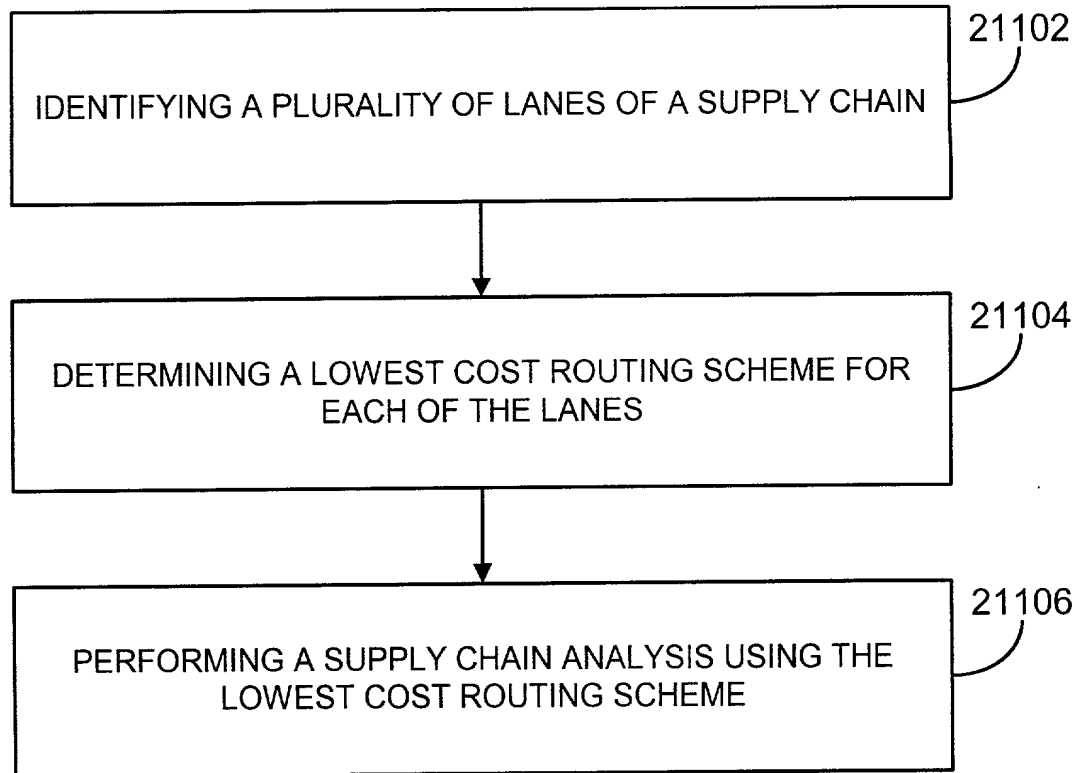 21102
IDENTIFYING A PLURALITY OF LANES OF A SUPPLY CHAIN
21104
DETERMINING A LOWEST COST ROUTING SCHEME FOR
EACH OF THE LANES
21106
PERFORMING A SUPPLY CHAIN ANALYSIS USING THE
LOWEST COST ROUTING SCHEME